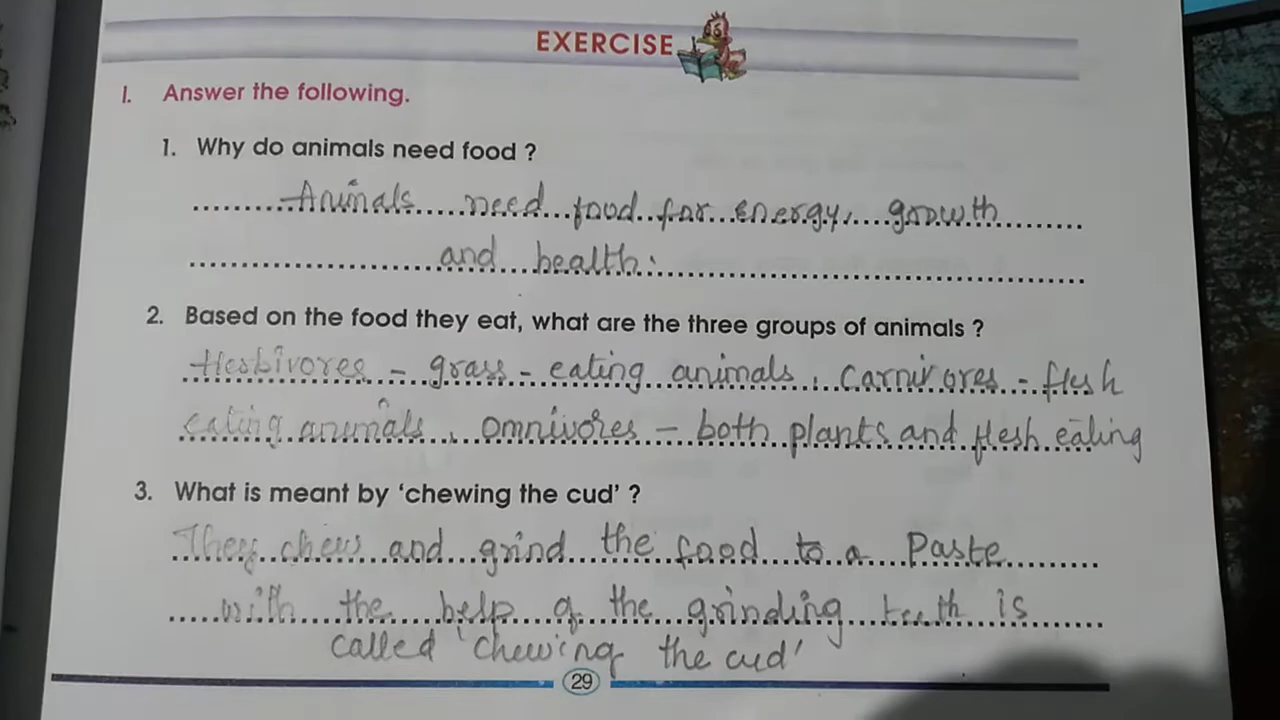 EXERCISE
I. Answer the following.
1. Why do animals need food ?
Animals need food for energy, growth
and health.
2. Based on the food they eat, what are the three groups of animals ?
Herbivores - grass - eating animals, carnivores - flesh
eating animals, omnivores - both plants and flesh eating
3. What is meant by 'chewing the cud' ?
They chew and grind the food to a Paste
with the help of the grinding teeth is
called 'chewing the cud'
29